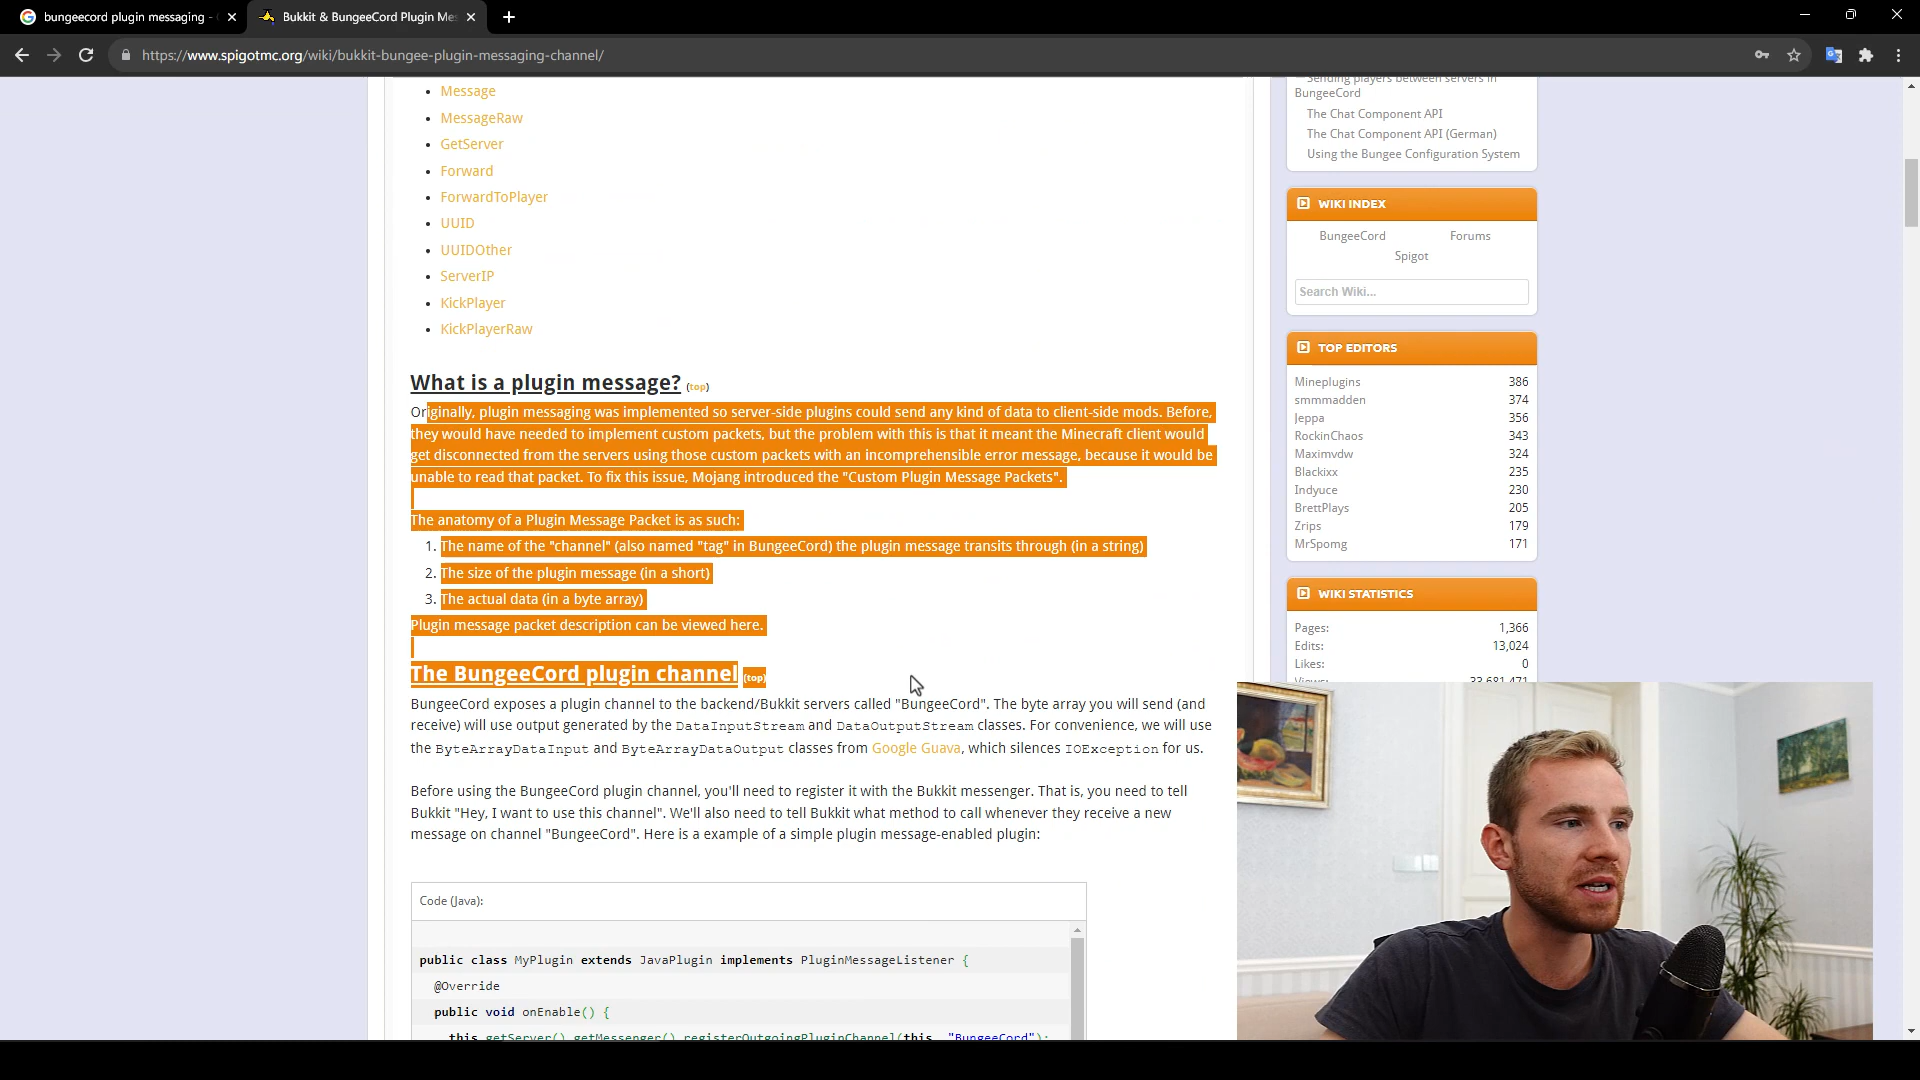 bungeecord plugin messaging -
Bukkit & BungeeCord Plugin Me
https://www.spigotmc.org/wiki/bukkit-bungee-plugin-messaging-channel/
Message
MessageRaw
GetServer
Forward
ForwardToPlayer
UUID
UUIDOther
ServerIP
KickPlayer
KickPlayerRaw
What is a plugin message? (top)
Originally, plugin messaging was implemented so server-side plugins could send any kind of data to client-side mods. Before,
they would have needed to implement custom packets, but the problem with this is that it meant the Minecraft client would
get disconnected from the servers using those custom packets with an incomprehensible error message, because it would be
unable to read that packet. To fix this issue, Mojang introduced the "Custom Plugin Message Packets".
The anatomy of a Plugin Message Packet is as such:
1. The name of the "channel" (also named "tag" in BungeeCord) the plugin message transits through (in a string)
2. The size of the plugin message (in a short)
3. The actual data (in a byte array)
Plugin message packet description can be viewed here.
The BungeeCord plugin channel (top)
BungeeCord exposes a plugin channel to the backend/Bukkit servers called "BungeeCord". The byte array you will send (and
receive) will use output generated by the DataInputStream and DataOutputStream classes. For convenience, we will use
the ByteArrayDataInput and ByteArrayDataOutput classes from Google Guava, which silences IOException for us.
Before using the BungeeCord plugin channel, you'll need to register it with the Bukkit messenger. That is, you need to tell
Bukkit "Hey, I want to use this channel". We'll also need to tell Bukkit what method to call whenever they receive a new
message on channel "BungeeCord". Here is a example of a simple plugin message-enabled plugin:
Code (Java):
public class MyPlugin extends JavaPlugin implements PluginMessageListener {
@Override
public void onEnable() {
this.getServer().getMessenger().registerOutgoingPluginChannel(this, "BungeeCord");
Sending players between servers in
BungeeCord
The Chat Component API
The Chat Component API (German)
Using the Bungee Configuration System
WIKI INDEX
BungeeCord Forums
Spigot
Search Wiki...
TOP EDITORS
Mineplugins 386
smmmadden 374
Jeppa 356
RockinChaos 343
Maximvdw 324
Blackixx 235
Indyuce 230
BrettPlays 205
Zrips 179
MrSpomg 171
WIKI STATISTICS
Pages: 1,366
Edits: 13,024
Likes: 0
Views: 33,681,471